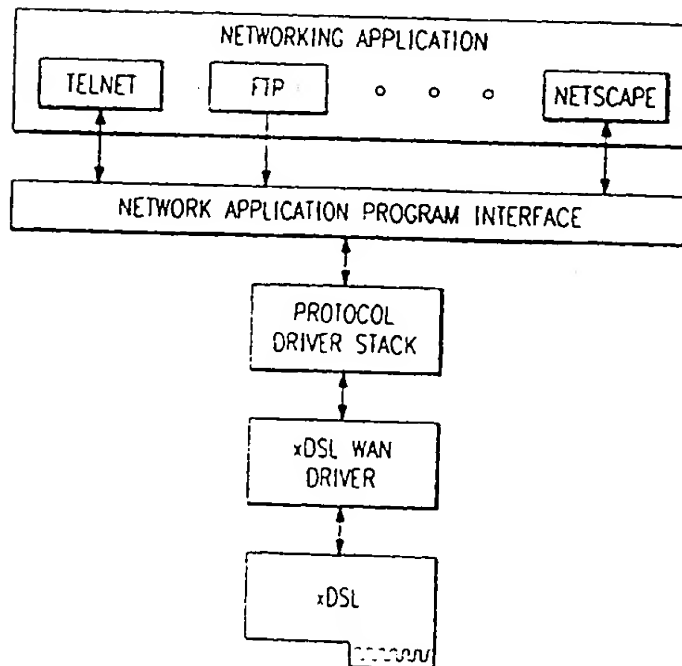 NETWORKING APPLICATION
TELNET
FTP
NETSCAPE
NETWORK APPLICATION PROGRAM INTERFACE
PROTOCOL
DRIVER STACK
xDSL WAN
DRIVER
xDSL